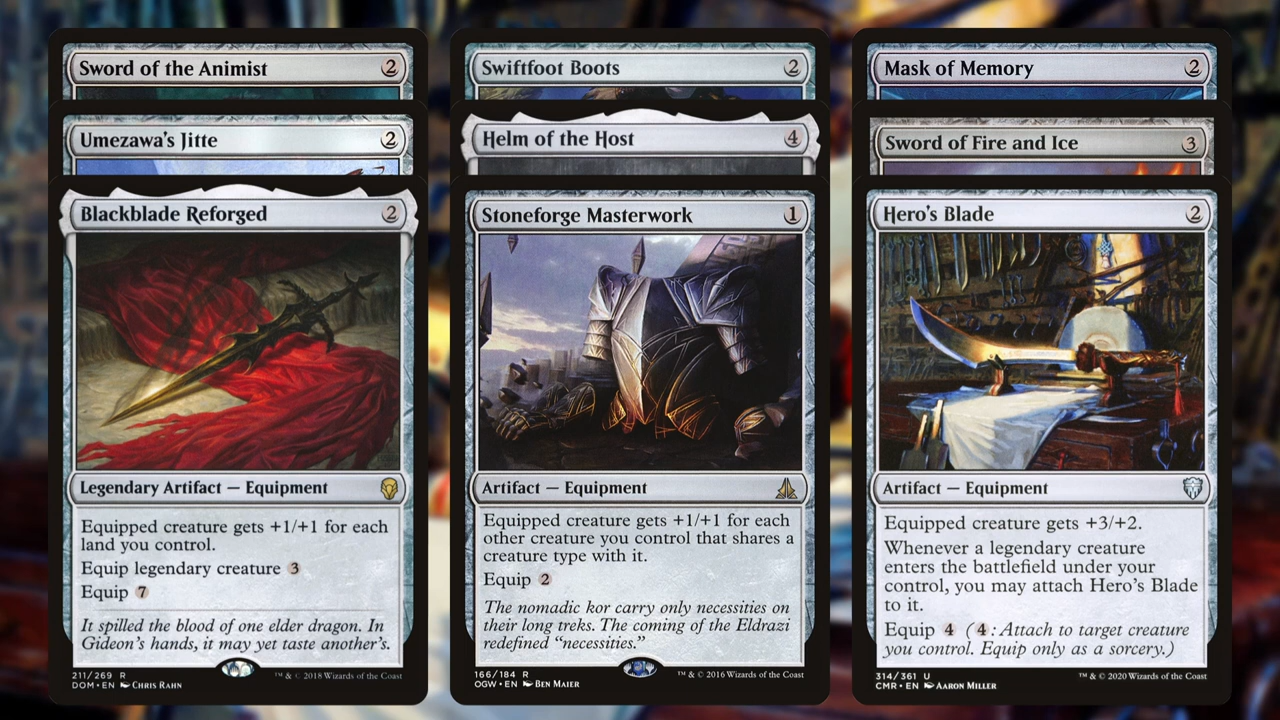 Sword of the Animist 2
Umezawa's Jitte 2
Blackblade Reforged 2
Legendary Artifact — Equipment
Equipped creature gets +1/+1 for each
land you control.
Equip legendary creature 3
Equip 7
It spilled the blood of one elder dragon. In
Gideon's hands, it may yet taste another's.
211/269 R
DOM • EN Chris Rahn
™ & © 2018 Wizards of the Coast
Swiftfoot Boots 2
Helm of the Host 4
Stoneforge Masterwork 1
Artifact — Equipment
Equipped creature gets +1/+1 for each
other creature you control that shares a
creature type with it.
Equip 2
The nomadic kor carry only necessities on
their long treks. The coming of the Eldrazi
redefined “necessities.”
166/184 R
OGW • EN Ben Maier
™ & © 2016 Wizards of the Coast
Mask of Memory 2
Sword of Fire and Ice 3
Hero's Blade 2
Artifact — Equipment
Equipped creature gets +3/+2.
Whenever a legendary creature
enters the battlefield under your
control, you may attach Hero's Blade
to it.
Equip 4 (4: Attach to target creature
you control. Equip only as a sorcery.)
314/361 U
CMR • EN Aaron Miller
™ & © 2020 Wizards of the Coast